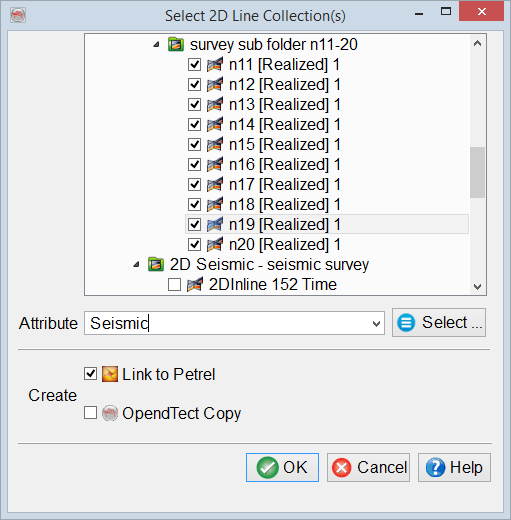 Select 2D Line Collection(s)
survey sub folder n11-20
n11 [Realized] 1
n12 [Realized] 1
n13 [Realized] 1
n14 [Realized] 1
n15 [Realized] 1
n16 [Realized] 1
n17 [Realized] 1
n18 [Realized] 1
n19 [Realized] 1
n20 [Realized] 1
2D Seismic - seismic survey
2DInline 152 Time
Attribute Seismic Select ...
Link to Petrel
Create
OpendTect Copy
OK Cancel Help